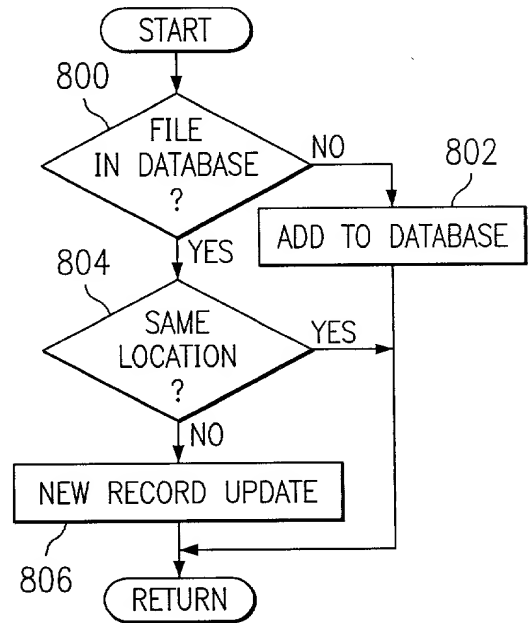 START
800
FILE
IN DATABASE
?
NO
802
ADD TO DATABASE
YES
804
SAME
LOCATION
?
YES
NO
NEW RECORD UPDATE
806
RETURN